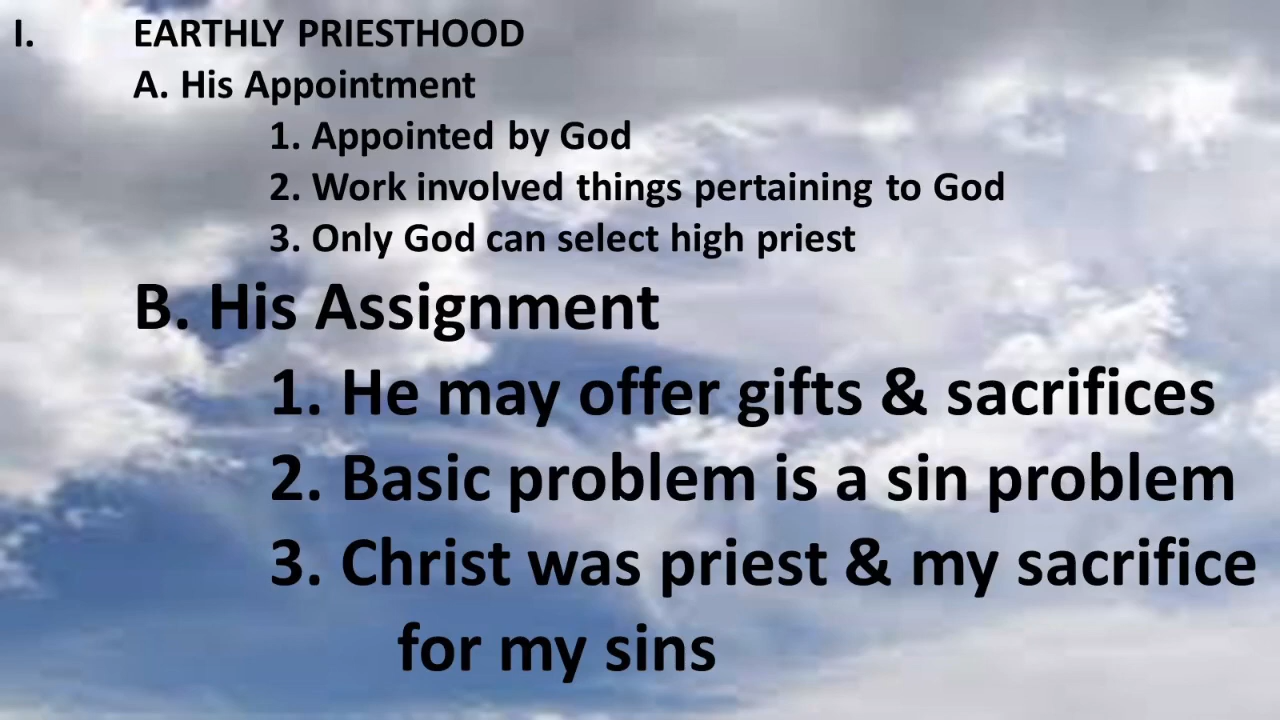 I. EARTHLY PRIESTHOOD
A. His Appointment
1. Appointed by God
2. Work involved things pertaining to God
3. Only God can select high priest
B. His Assignment
1. He may offer gifts & sacrifices
2. Basic problem is a sin problem
3. Christ was priest & my sacrifice
for my sins